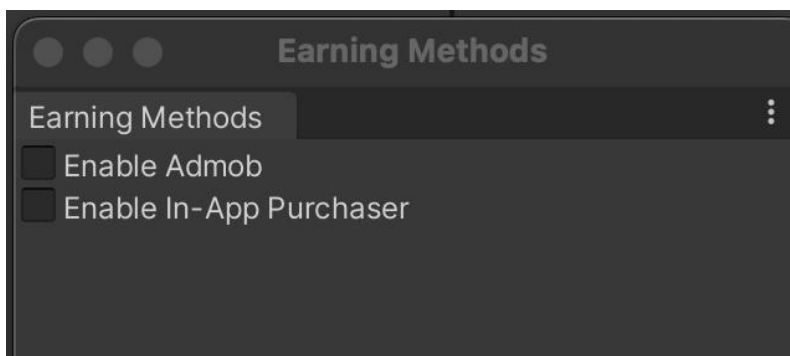 Earning Methods
Earning Methods
Enable Admob
Enable In-App Purchaser